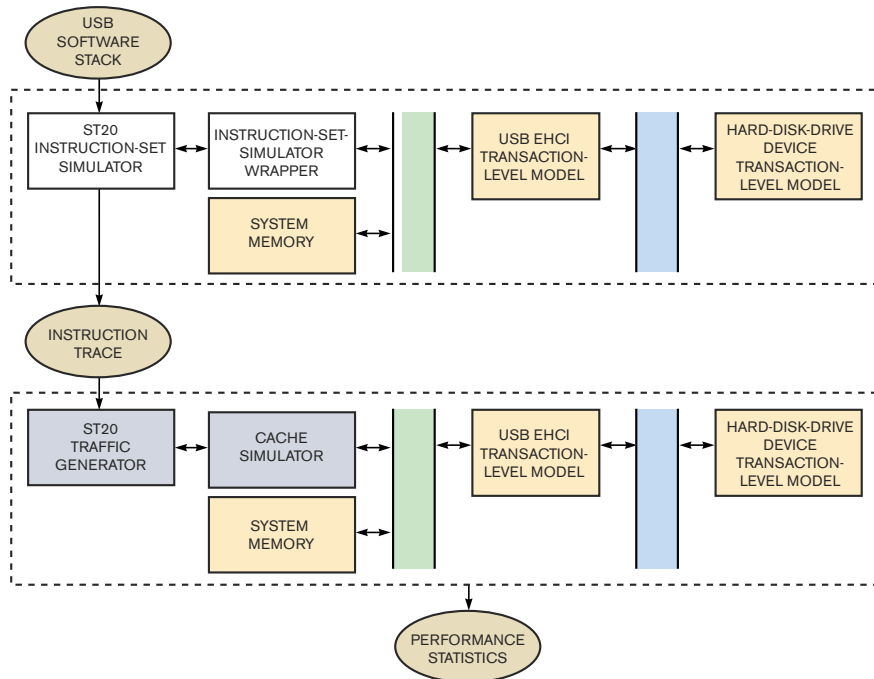 USB
SOFTWARE
STACK
ST20
INSTRUCTION-SET
SIMULATOR
INSTRUCTION-SET-
SIMULATOR
WRAPPER
SYSTEM
MEMORY
USB EHCI
TRANSACTION-
LEVEL MODEL
HARD-DISK-DRIVE
DEVICE
TRANSACTION-
LEVEL MODEL
INSTRUCTION
TRACE
ST20
TRAFFIC
GENERATOR
CACHE
SIMULATOR
SYSTEM
MEMORY
USB EHCI
TRANSACTION-
LEVEL MODEL
HARD-DISK-DRIVE
DEVICE
TRANSACTION-
LEVEL MODEL
PERFORMANCE
STATISTICS